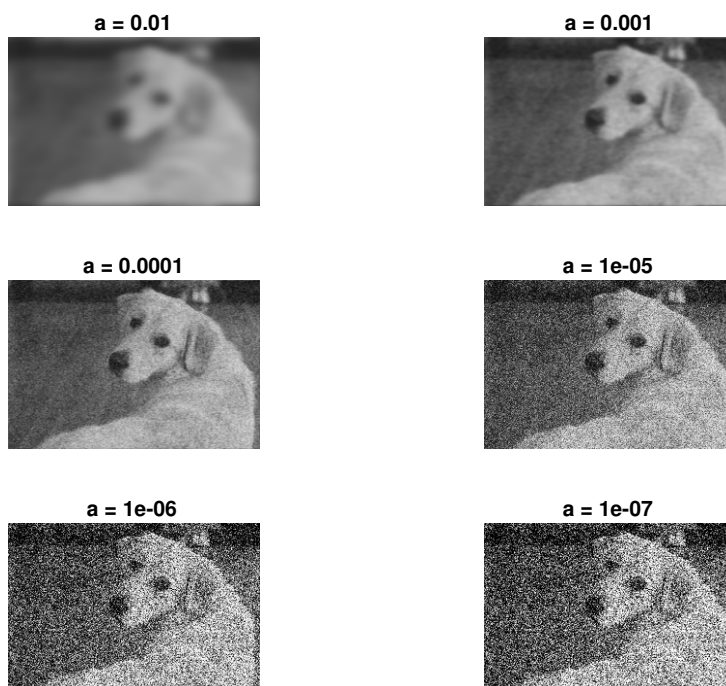 a = 0.01
a = 0.001
a = 0.0001
a = 1e-05
a = 1e-06
a = 1e-07